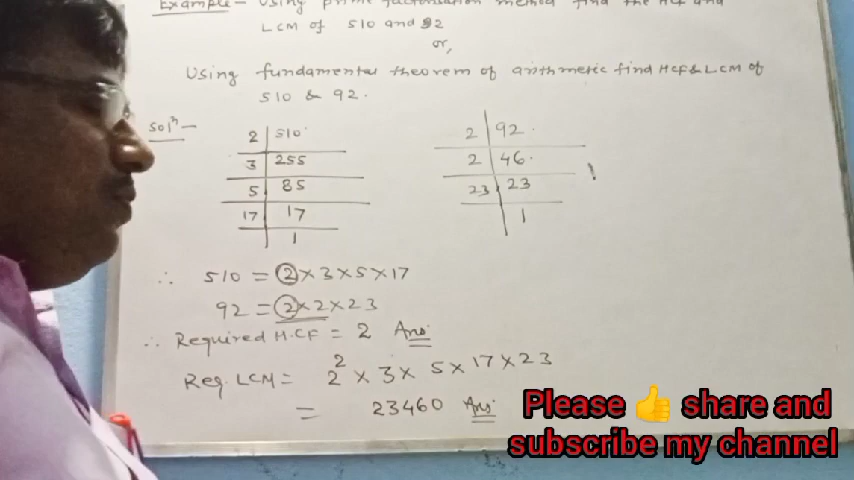 Example- Using prime factorisation method find the HCF and
LCM of 510 and 92
or,
Using fundamental theorem of arithmetic find HCF & LCM of
510 & 92.
Solⁿ-
2 | 510
3 | 255
5 | 85
17 | 17
1
2 | 92
2 | 46
23 | 23
1
∴ 510 = 2×3×5×17
92 = 2×2×23
∴ Required H.CF = 2 Ans:
Req. LCM = 2² × 3 × 5 × 17 × 23
= 23460 Ans:
Please 👍 share and
subscribe my channel